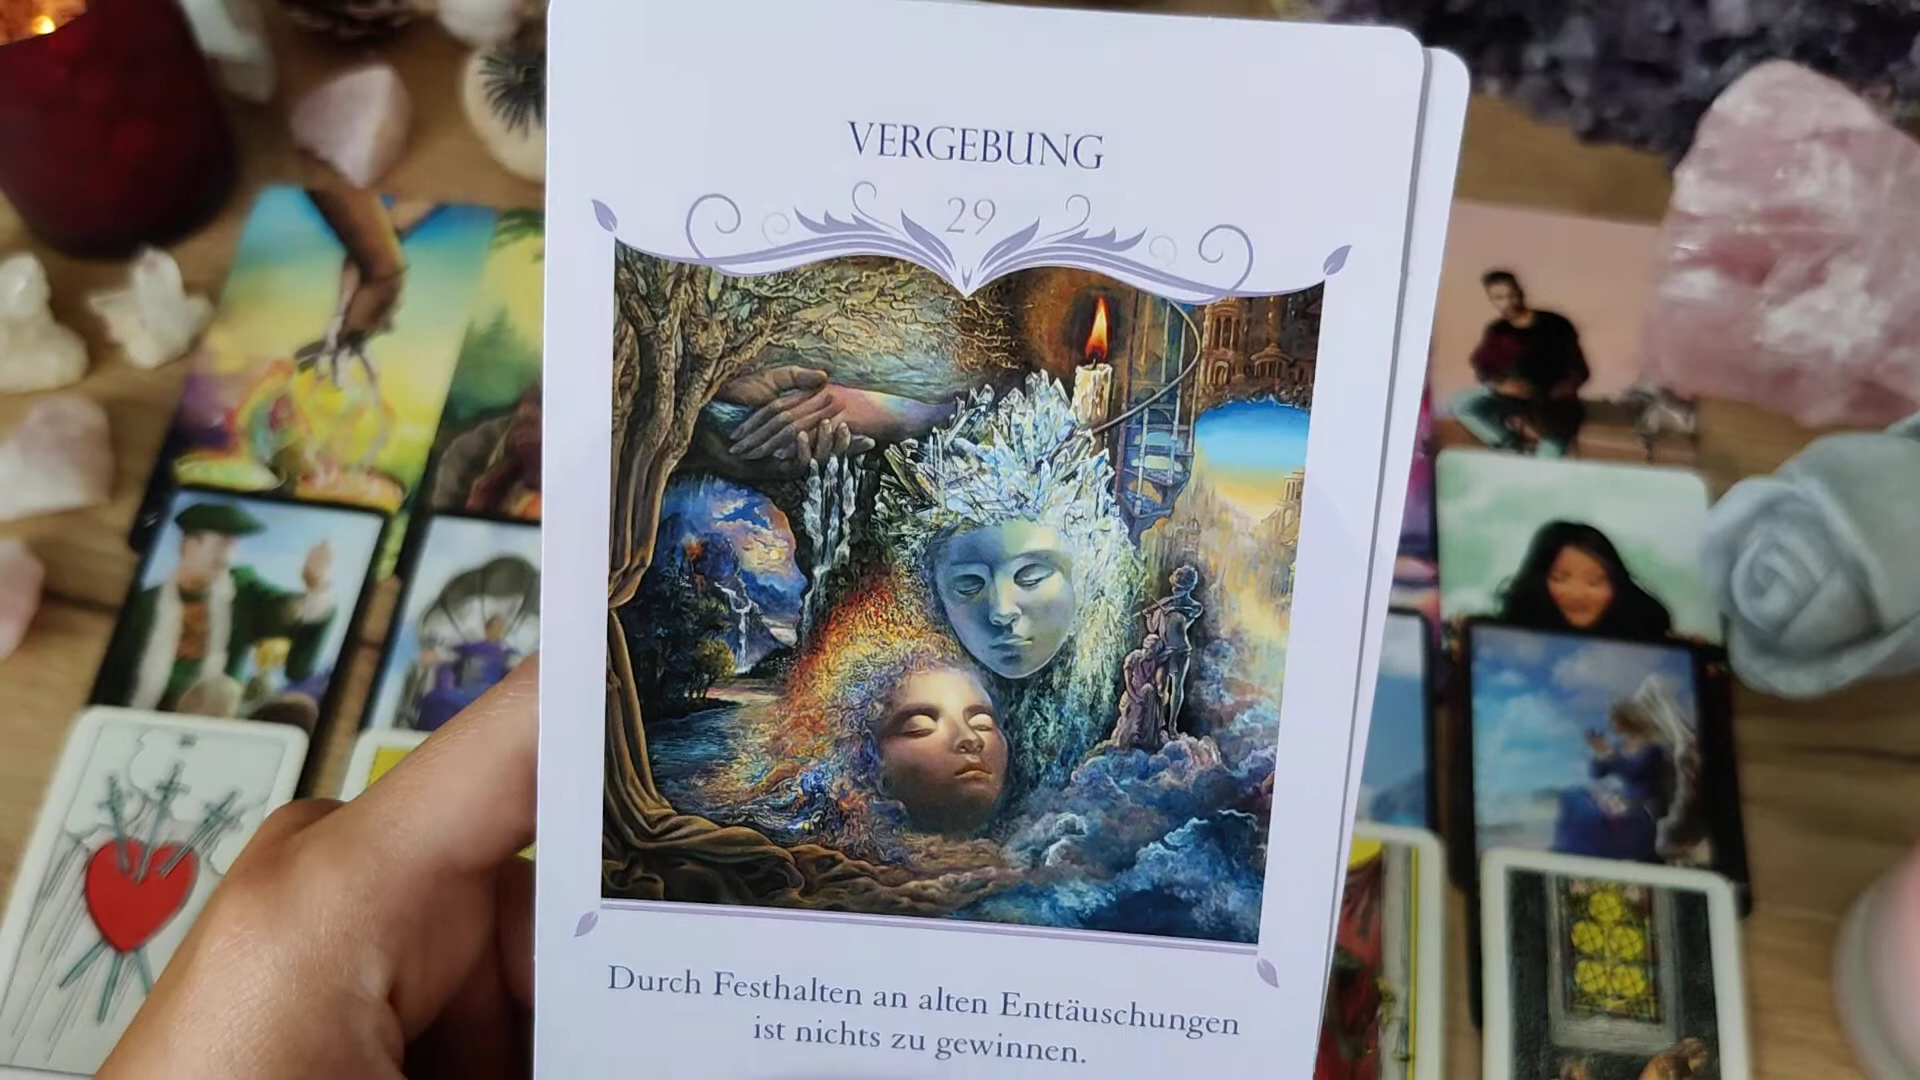 VERGEBUNG
29
Durch Festhalten an alten Enttäuschungen
ist nichts zu gewinnen.